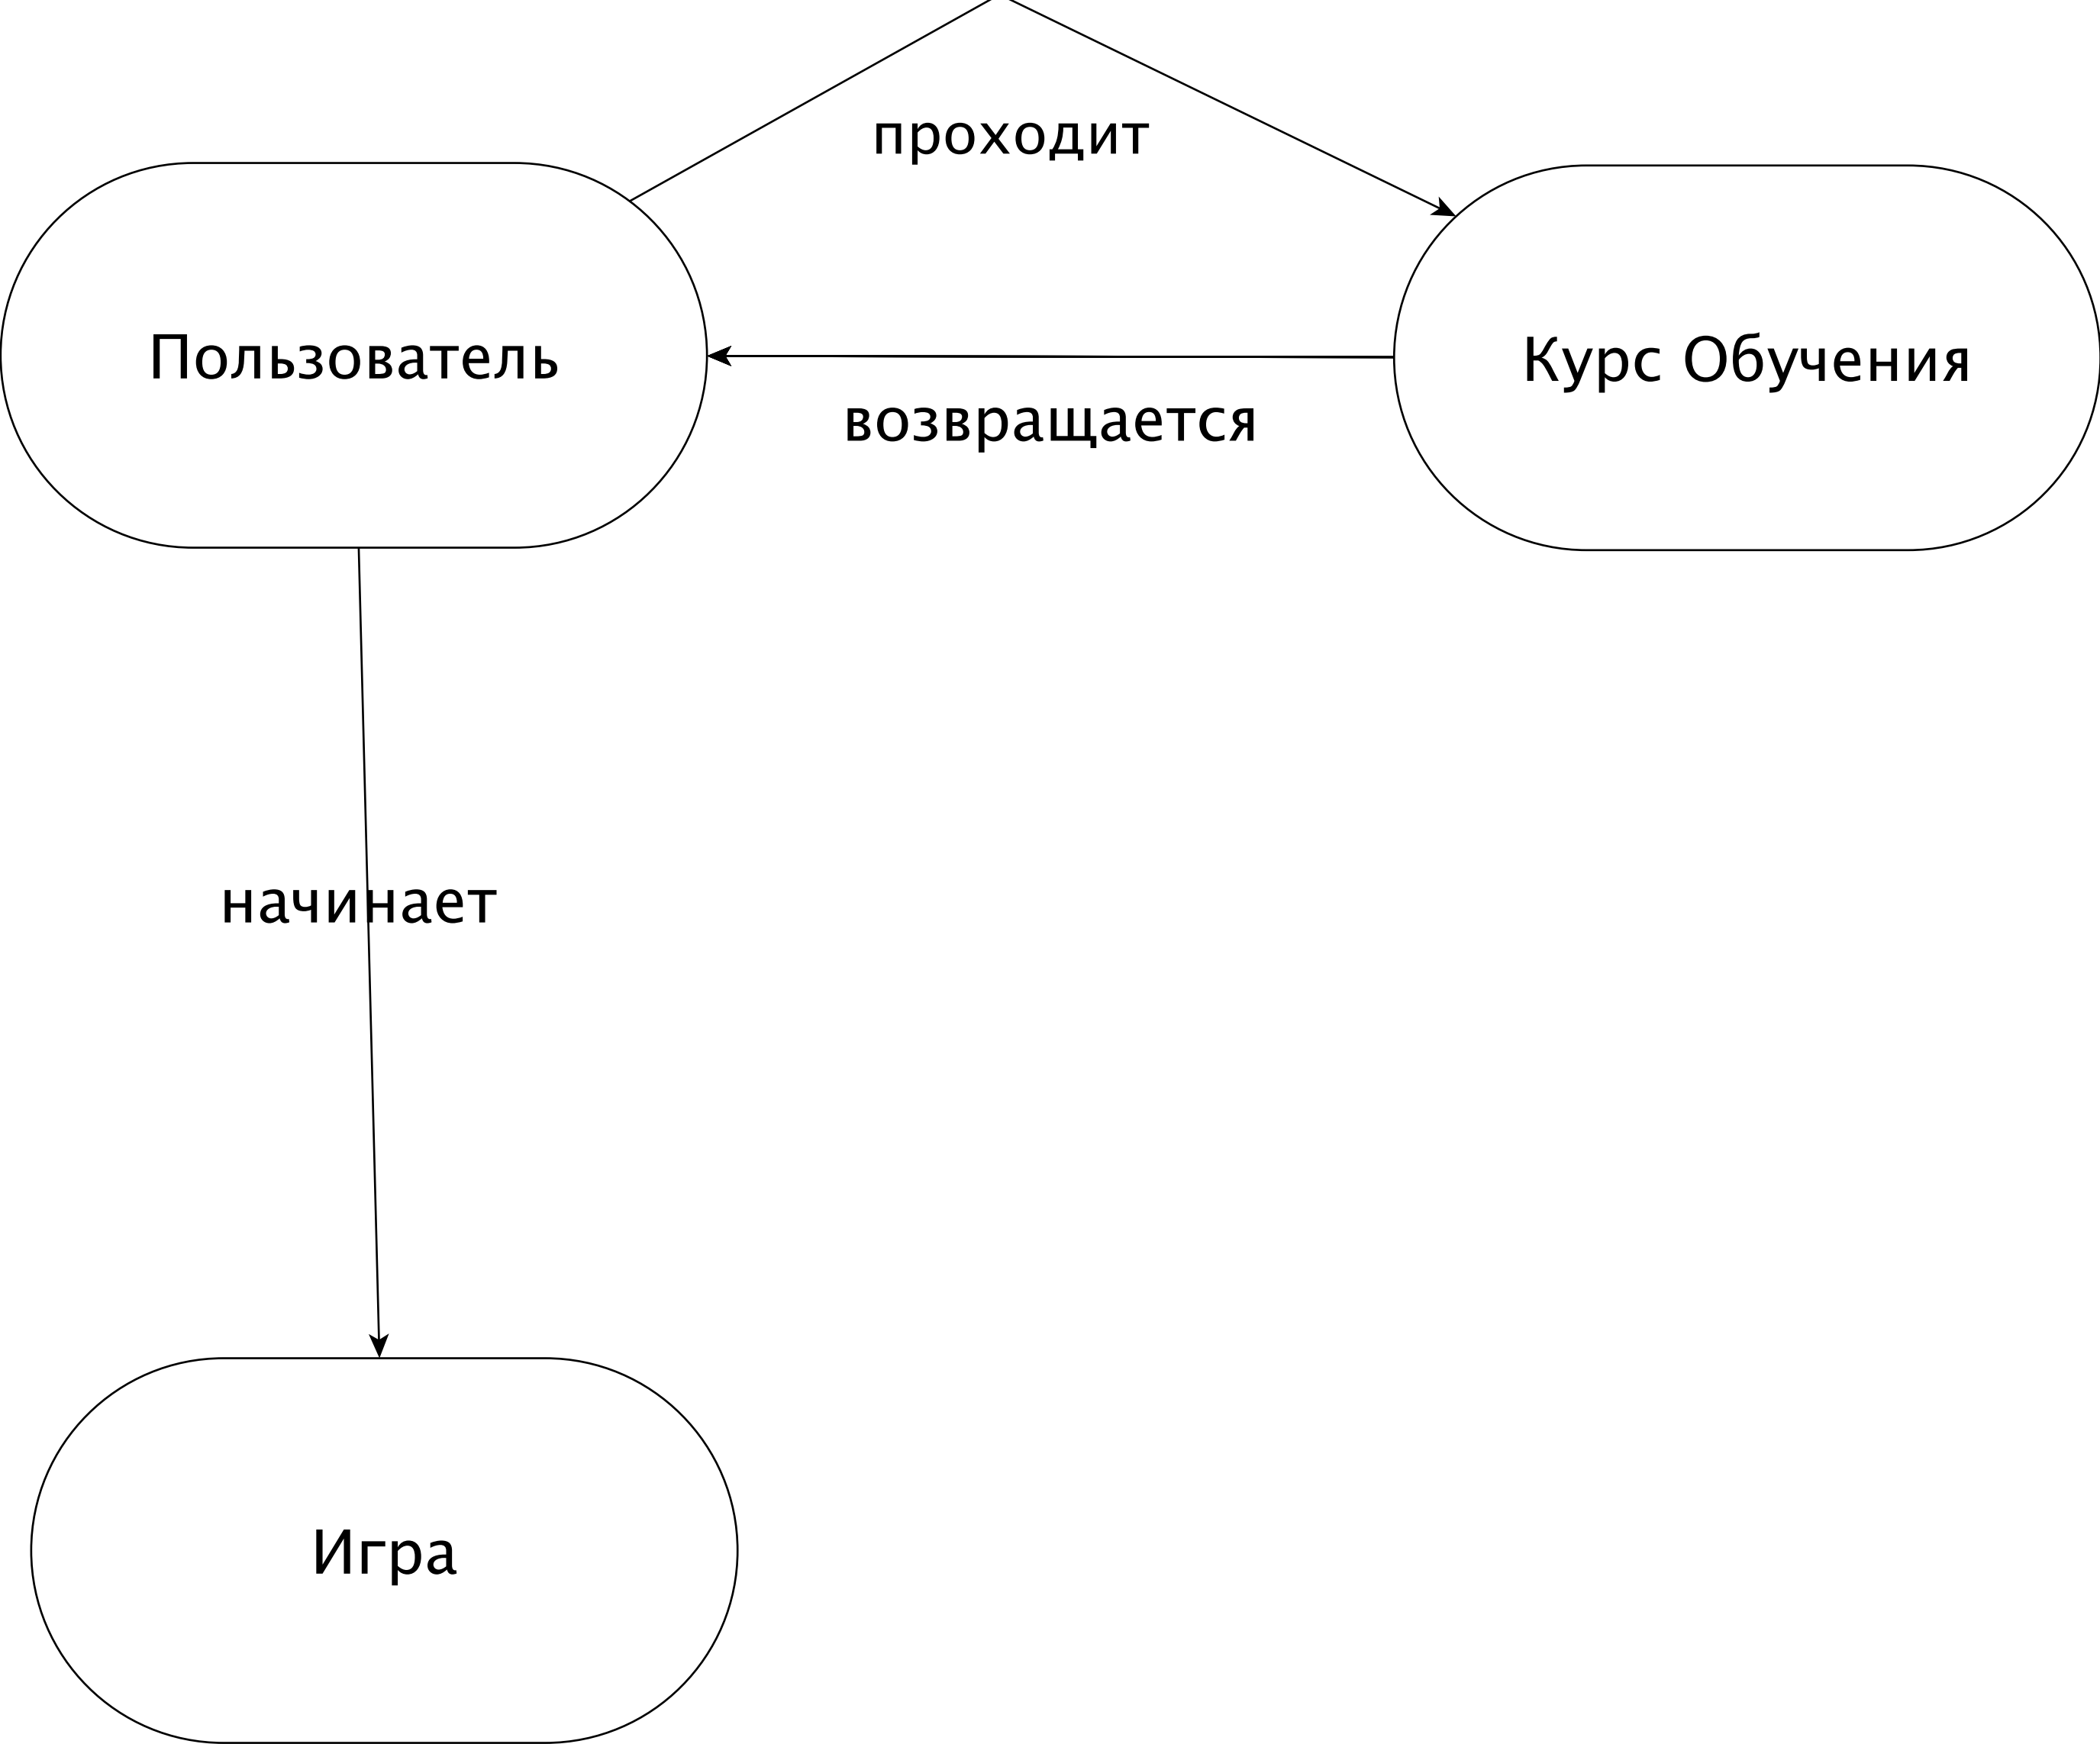 проходит
Пользователь
Курс Обучения
возвращается
начинает
Игра